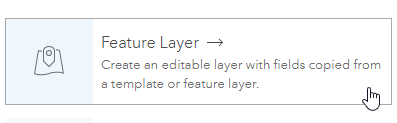 Feature Layer →
Create an editable layer with fields copied from
a template or feature layer.